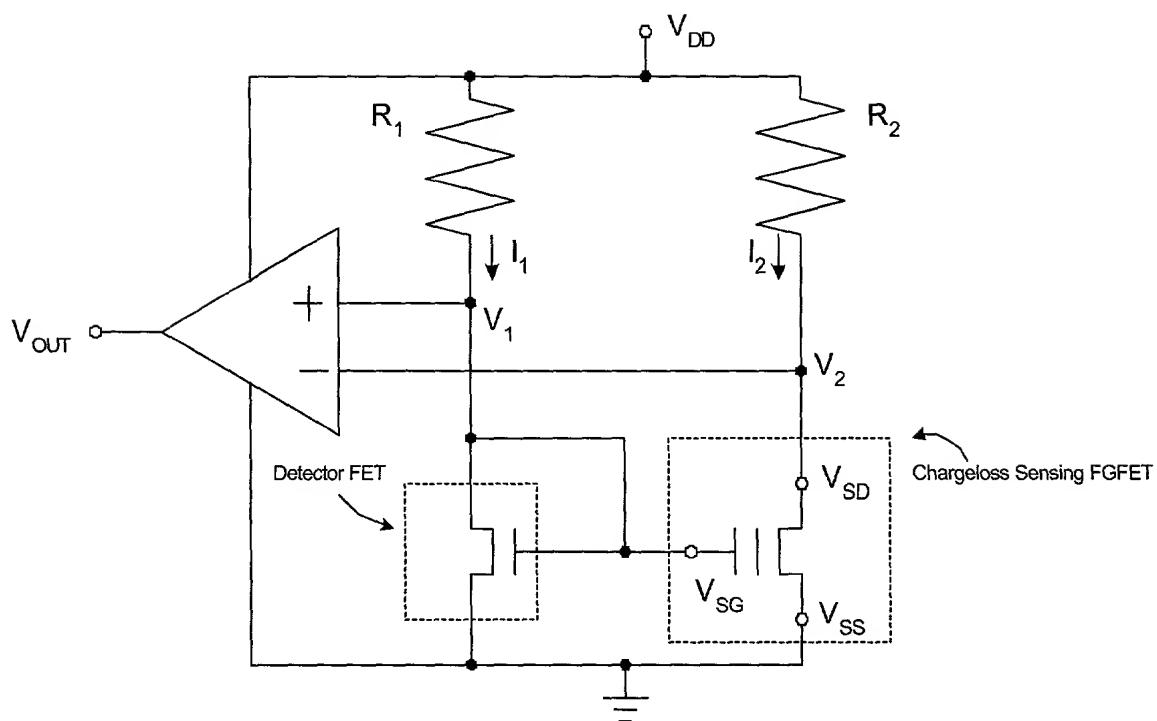 V_DD
R_1
R_2
I_1
I_2
+
V_1
V_OUT
−
V_2
Detector FET
Chargeloss Sensing FGFET
V_SD
V_SG
V_SS